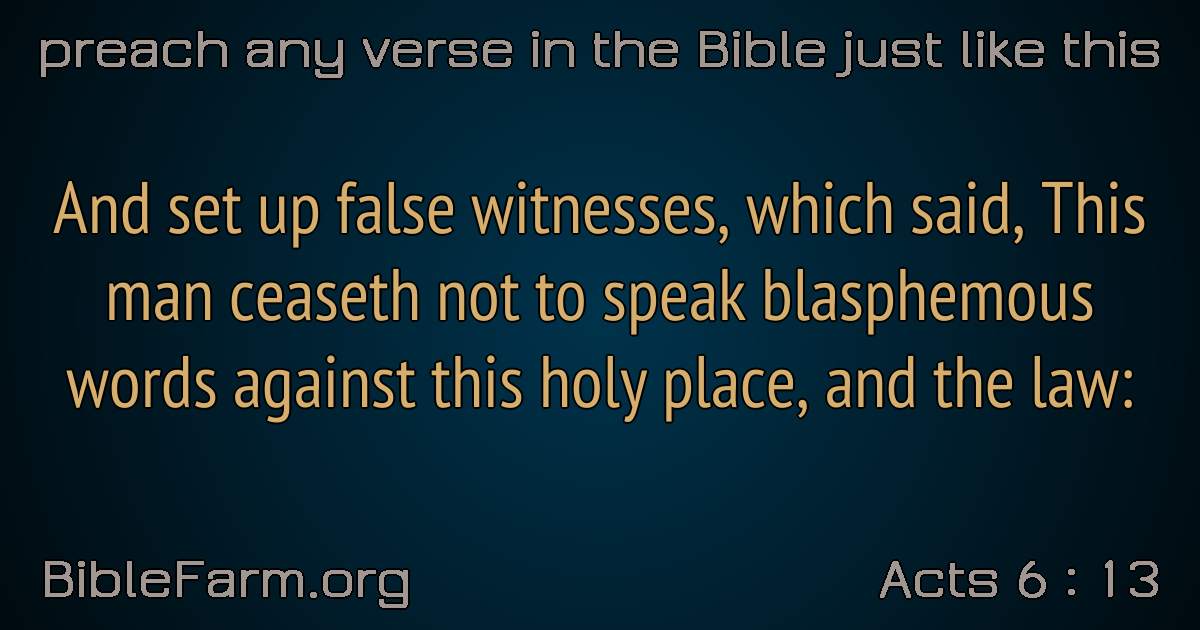 preach any verse in the Bible just like this
And set up false witnesses, which said, This
man ceaseth not to speak blasphemous
words against this holy place, and the law:
BibleFarm.org
Acts 6 : 13